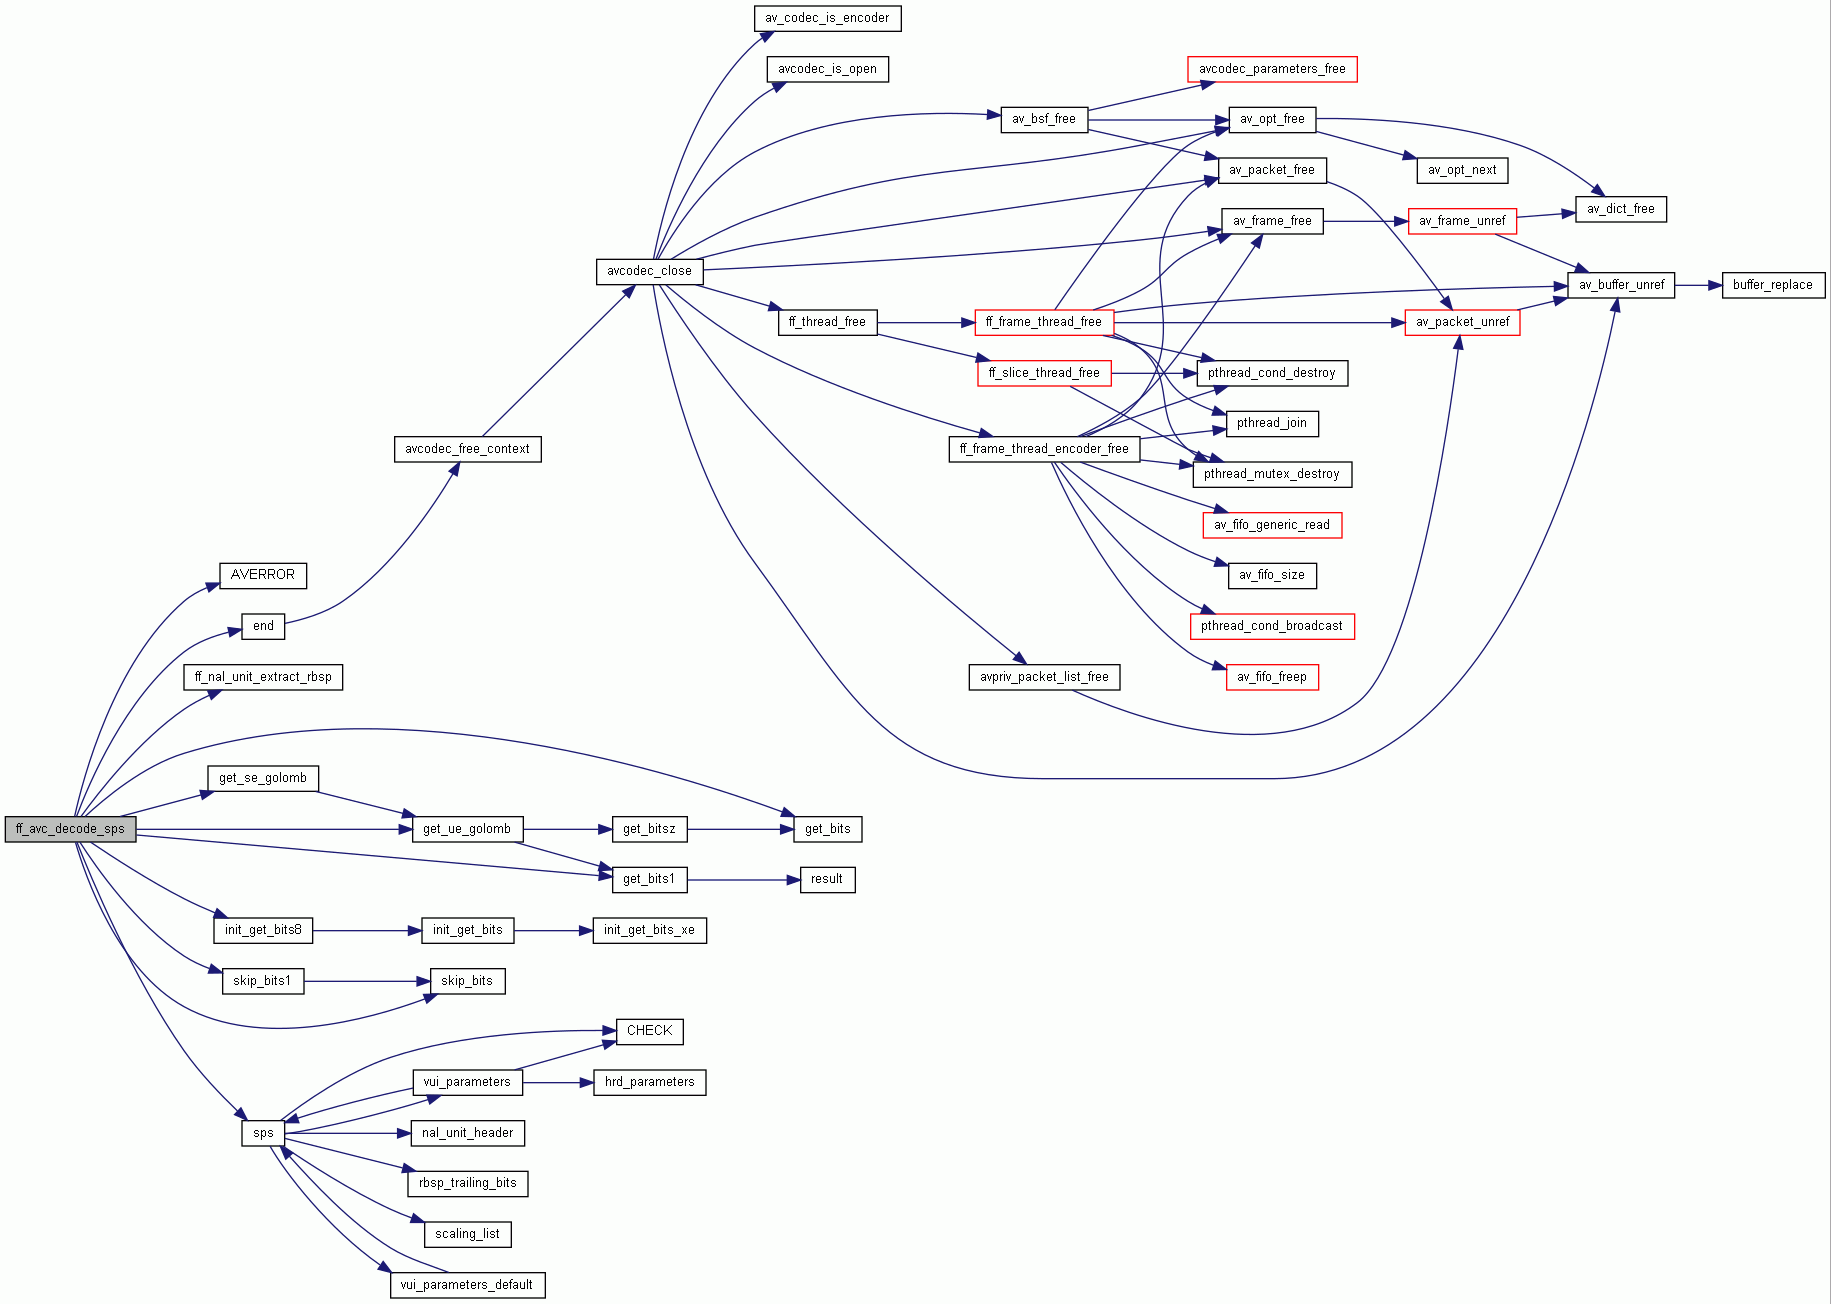 av_codec_is_encoder
avcodec_is_open
avcodec_parameters_free
av_bsf_free
av_opt_free
av_packet_free
av_opt_next
av_dict_free
av_frame_free
av_frame_unref
avcodec_close
av_buffer_unref
buffer_replace
ff_thread_free
ff_frame_thread_free
av_packet_unref
ff_slice_thread_free
pthread_cond_destroy
pthread_join
avcodec_free_context
ff_frame_thread_encoder_free
pthread_mutex_destroy
av_fifo_generic_read
AVERROR
av_fifo_size
end
pthread_cond_broadcast
ff_nal_unit_extract_rbsp
avpriv_packet_list_free
av_fifo_freep
get_se_golomb
ff_avc_decode_sps
get_ue_golomb
get_bitsz
get_bits
get_bits1
result
init_get_bits8
init_get_bits
init_get_bits_xe
skip_bits1
skip_bits
CHECK
vui_parameters
hrd_parameters
sps
nal_unit_header
rbsp_trailing_bits
scaling_list
vui_parameters_default